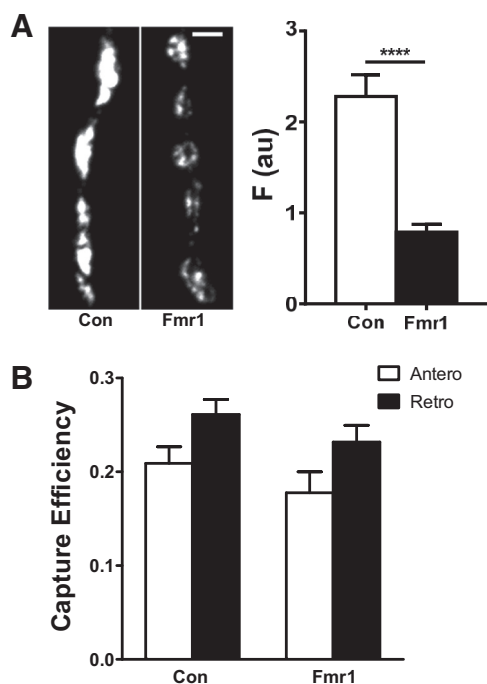 A
Con
Fmr1
F (au)
3
2
1
0
****
Con
Fmr1
B
Capture Efficiency
0.3
0.2
0.1
0.0
Antero
Retro
Con
Fmr1